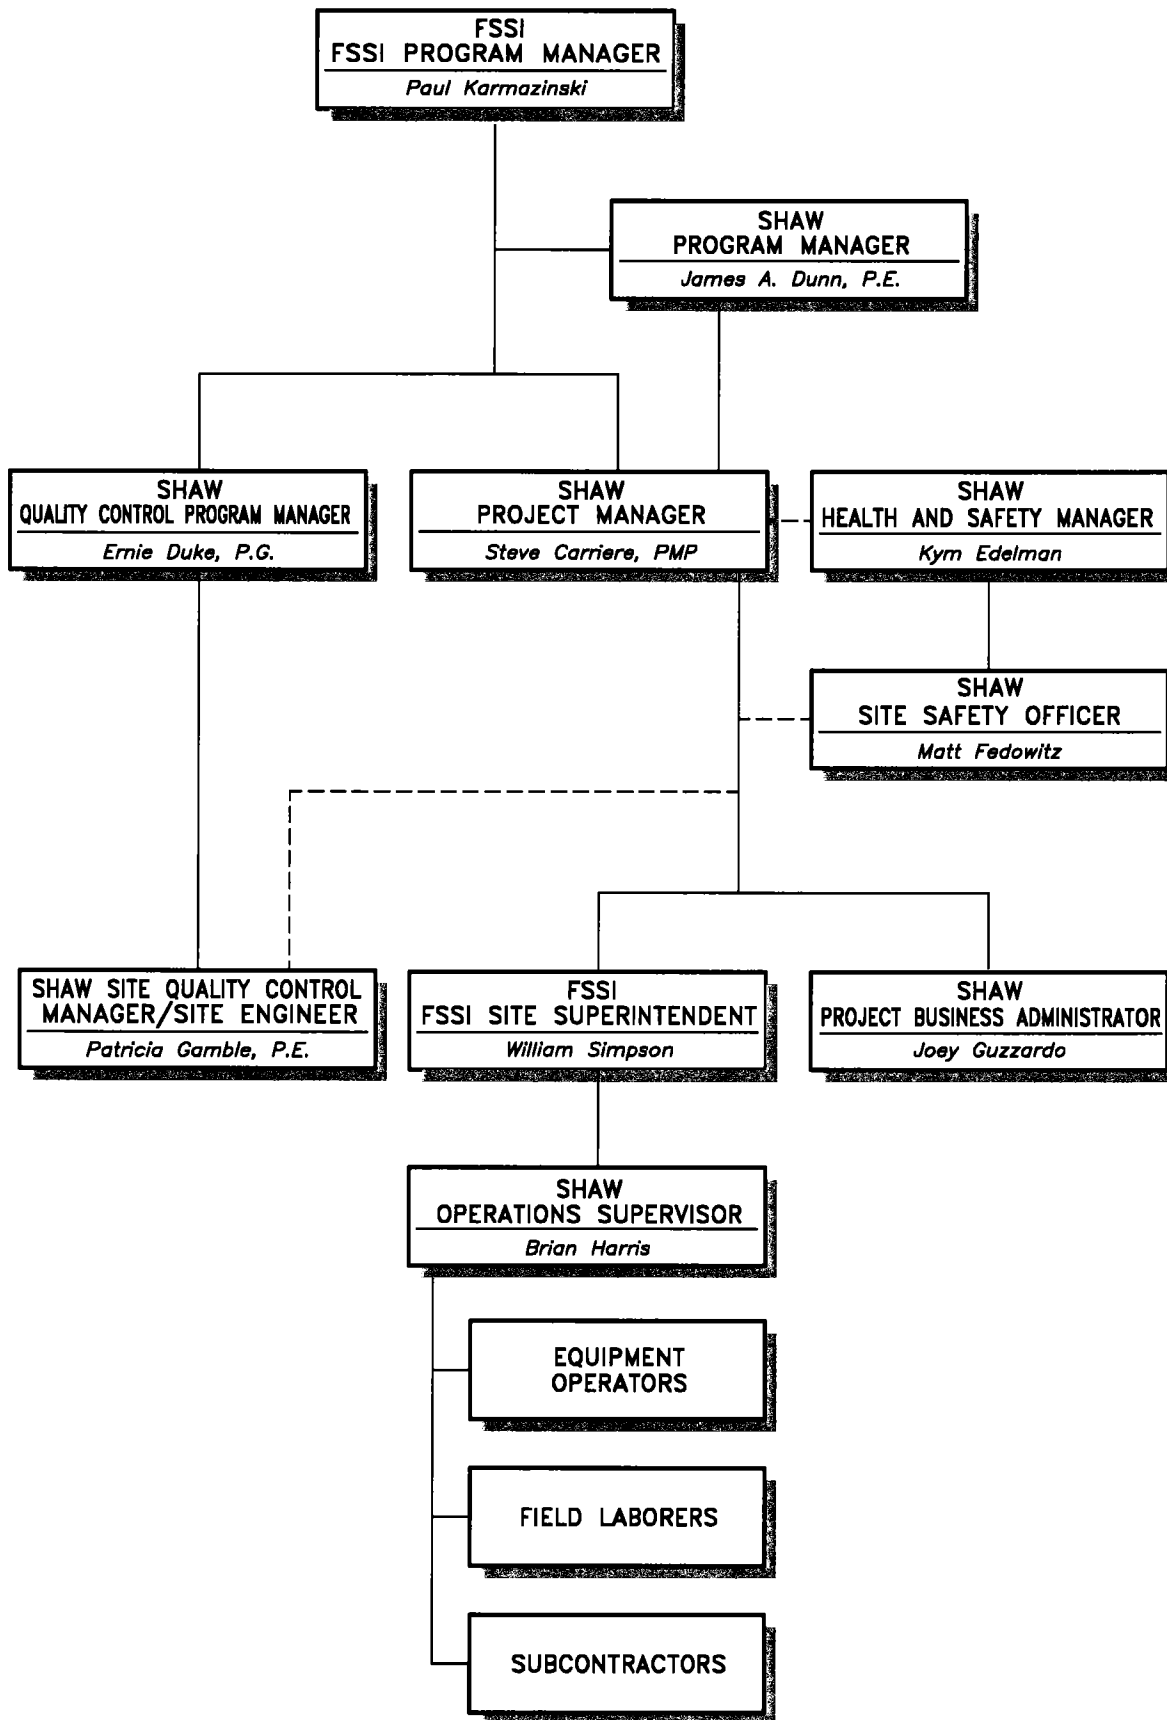 FSSI
FSSI PROGRAM MANAGER
Paul Karmazinski
SHAW
PROGRAM MANAGER
James A. Dunn, P.E.
SHAW
QUALITY CONTROL PROGRAM MANAGER
Ernie Duke, P.G.
SHAW
PROJECT MANAGER
Steve Carriere, PMP
SHAW
HEALTH AND SAFETY MANAGER
Kym Edelman
SHAW
SITE SAFETY OFFICER
Matt Fedowitz
SHAW SITE QUALITY CONTROL
MANAGER/SITE ENGINEER
Patricia Gamble, P.E.
FSSI
FSSI SITE SUPERINTENDENT
William Simpson
SHAW
PROJECT BUSINESS ADMINISTRATOR
Joey Guzzardo
SHAW
OPERATIONS SUPERVISOR
Brian Harris
EQUIPMENT
OPERATORS
FIELD LABORERS
SUBCONTRACTORS